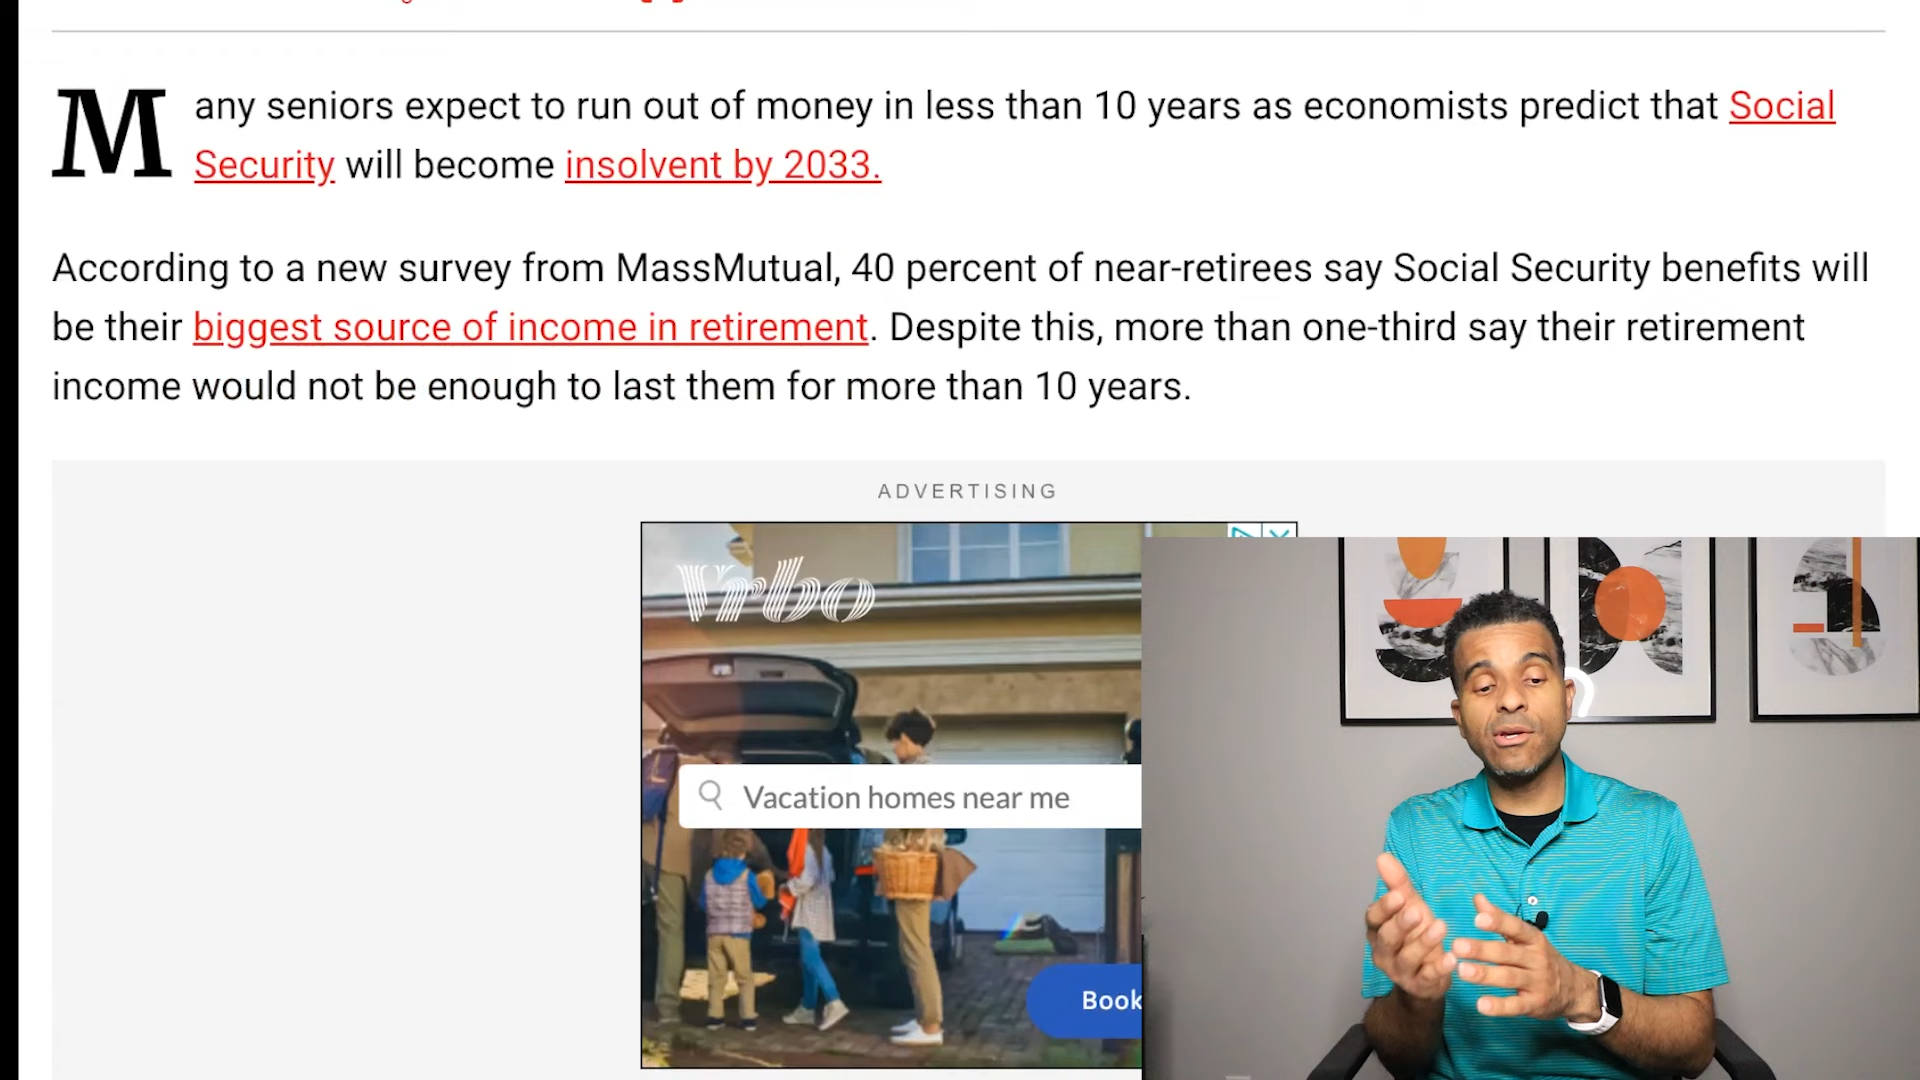 Many seniors expect to run out of money in less than 10 years as economists predict that Social
Security will become insolvent by 2033.
According to a new survey from MassMutual, 40 percent of near-retirees say Social Security benefits will
be their biggest source of income in retirement. Despite this, more than one-third say their retirement
income would not be enough to last them for more than 10 years.
ADVERTISING
Vrbo
Vacation homes near me
Book